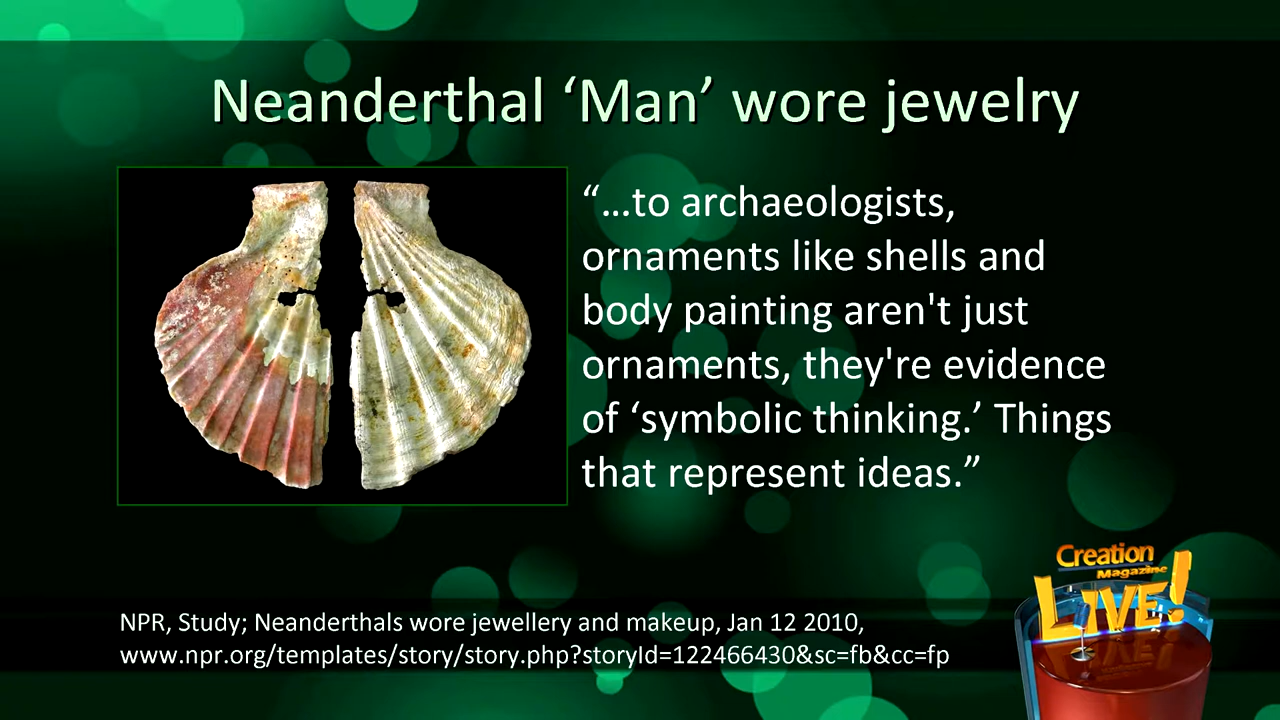 Neanderthal ‘Man’ wore jewelry
“…to archaeologists,
ornaments like shells and
body painting aren't just
ornaments, they're evidence
of ‘symbolic thinking.’ Things
that represent ideas.”
Creation
Magazine
LIVE!
NPR, Study; Neanderthals wore jewellery and makeup, Jan 12 2010,
www.npr.org/templates/story/story.php?storyId=122466430&sc=fb&cc=fp